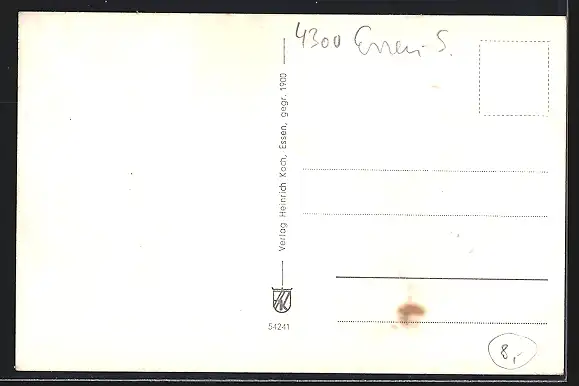 4300 Essen-S.
Verlag Heinrich Koch, Essen, gegr. 1900
54241
8,-